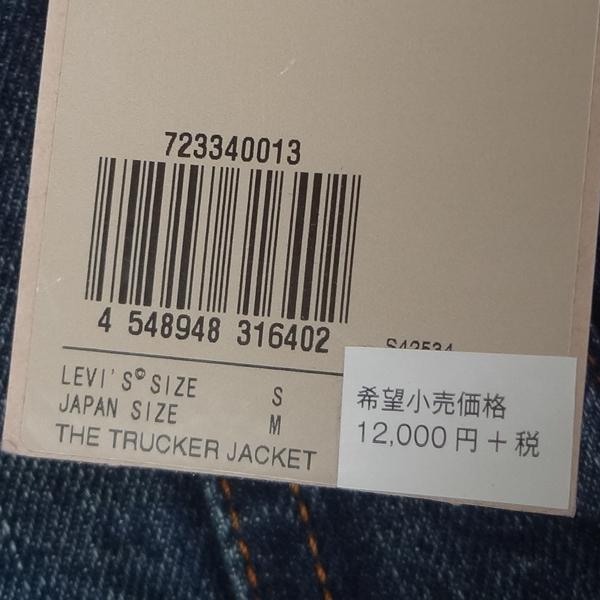 723340013
4 548948 316402
LEVI'S© SIZE S
JAPAN SIZE M
THE TRUCKER JACKET
希望小売価格
12,000円+税